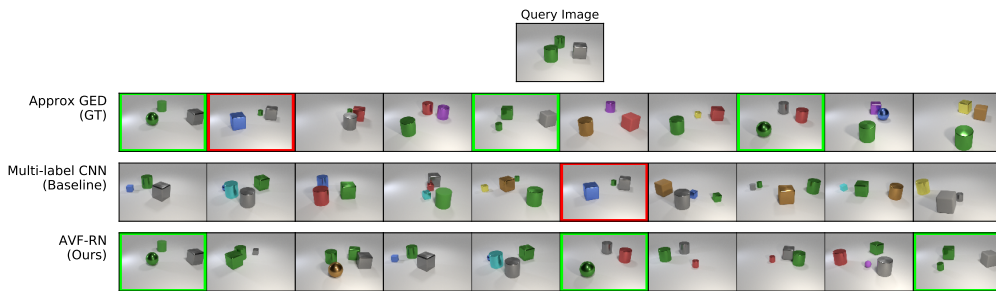 Query Image
Approx GED
(GT)
Multi-label CNN
(Baseline)
AVF-RN
(Ours)